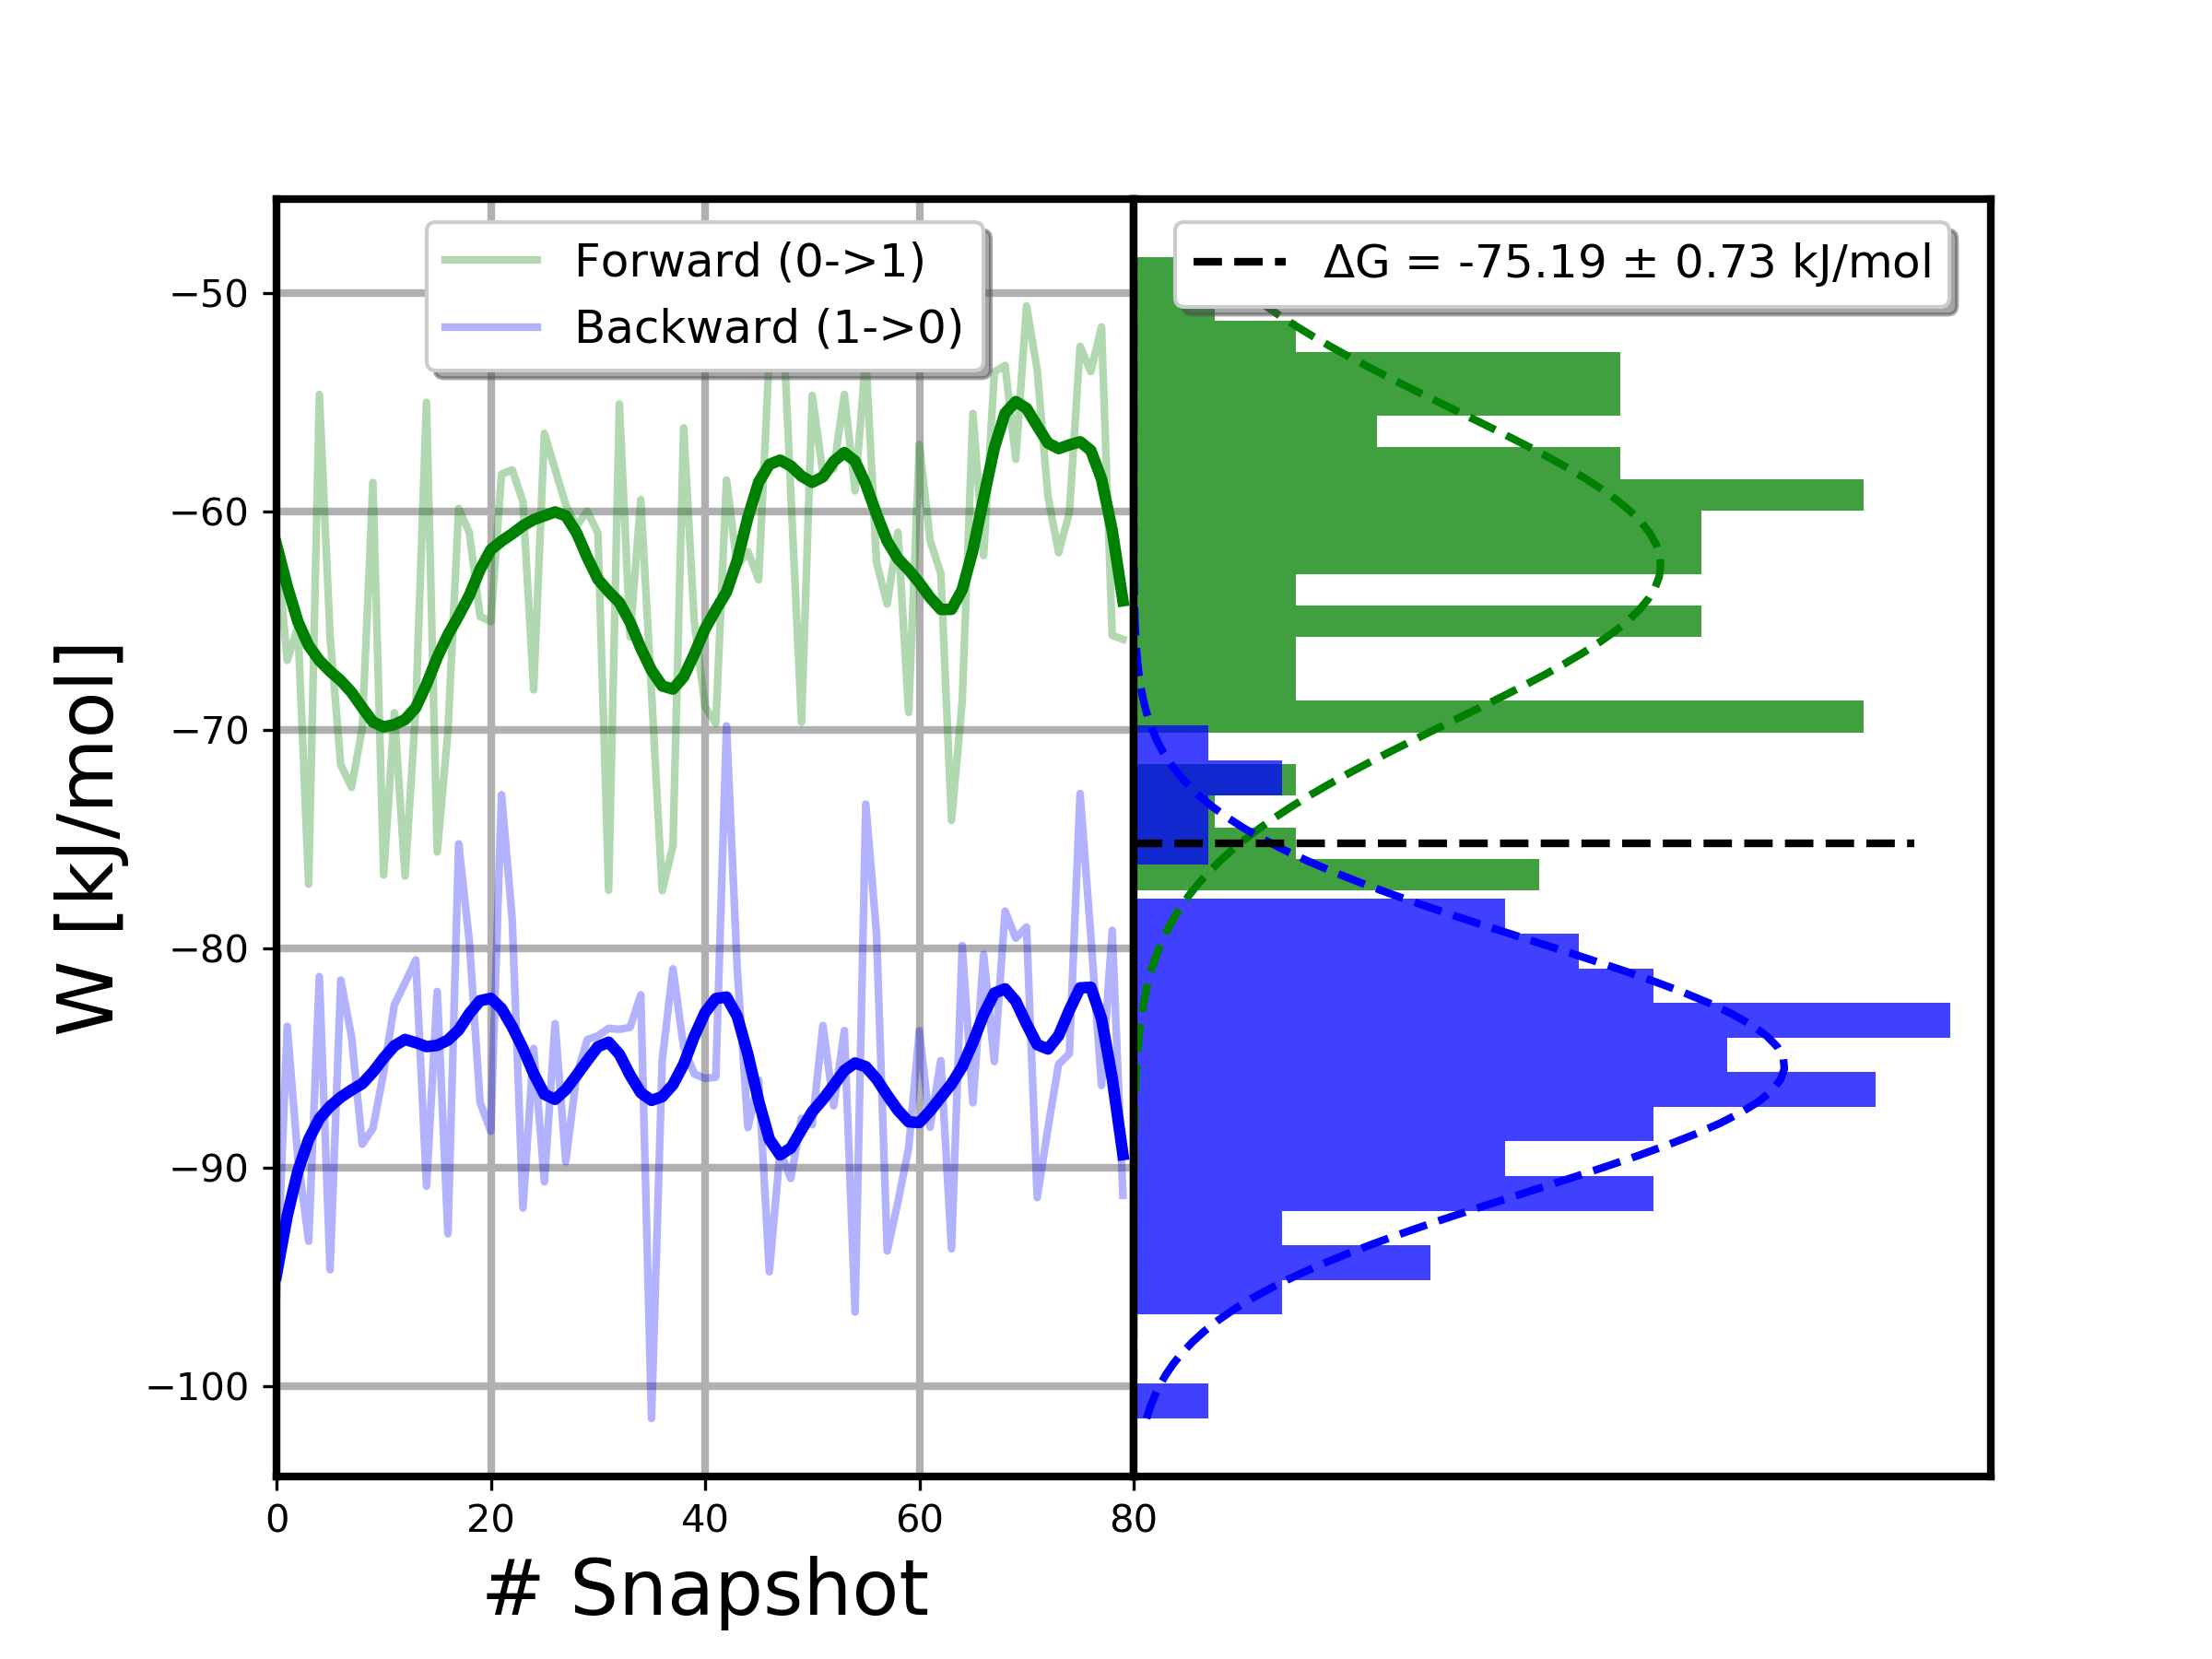 Forward (0->1)
Backward (1->0)
ΔG = -75.19 ± 0.73 kJ/mol
−50
−60
−70
−80
−90
−100
W [kJ/mol]
0 20 40 60 80
# Snapshot